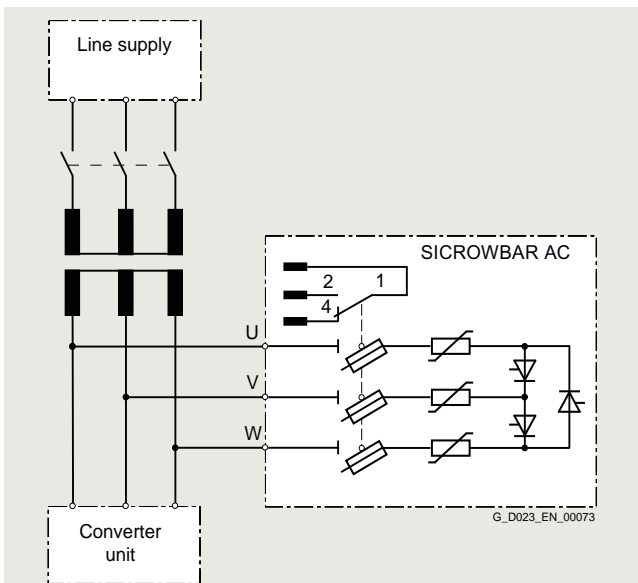 Line supply
SICROWBAR AC
2 1
4
U
V
W
G_D023_EN_00073
Converter
unit